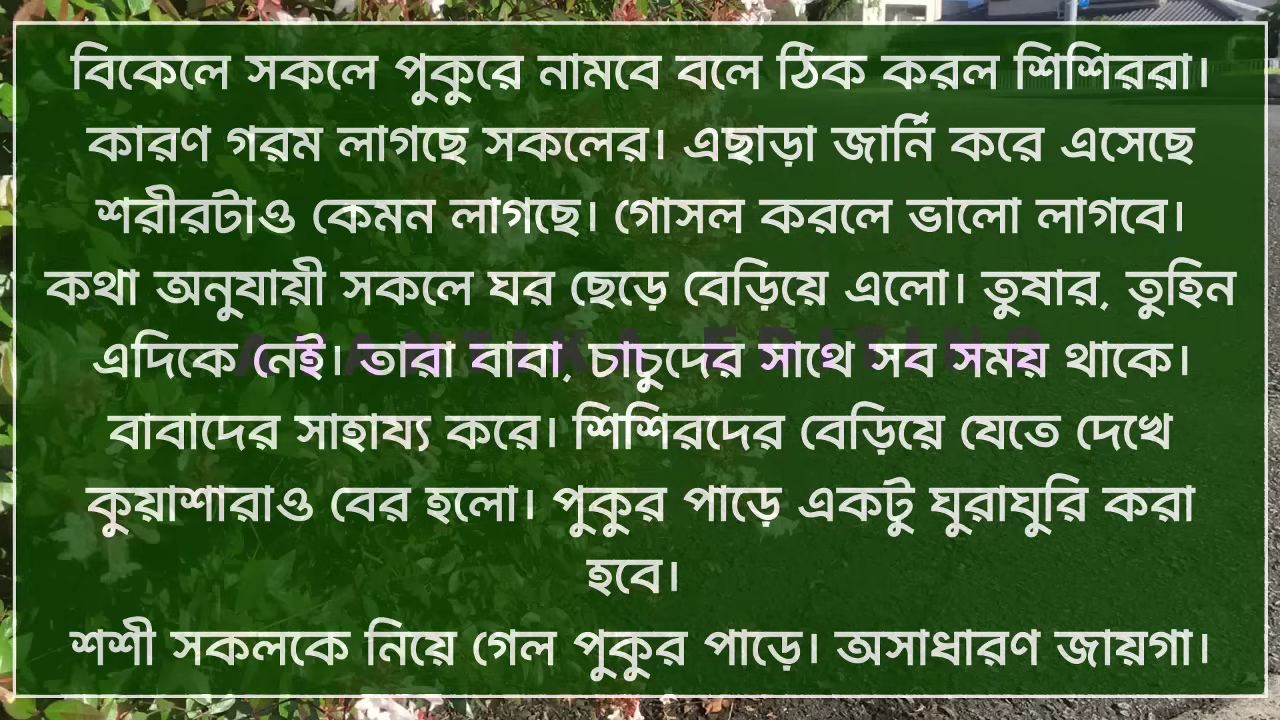 বিকেলে সকলে পুকুরে নামবে বলে ঠিক করল শিশিররা।
কারণ গরম লাগছে সকলের। এছাড়া জার্নি করে এসেছে
শরীরটাও কেমন লাগছে। গোসল করলে ভালো লাগবে।
কথা অনুযায়ী সকলে ঘর ছেড়ে বেড়িয়ে এলো। তুষার, তুহিন
এদিকে নেই। তারা বাবা, চাচুদের সাথে সব সময় থাকে।
বাবাদের সাহায্য করে। শিশিরদের বেড়িয়ে যেতে দেখে
কুয়াশারাও বের হলো। পুকুর পাড়ে একটু ঘুরাঘুরি করা
হবে।
শশী সকলকে নিয়ে গেল পুকুর পাড়ে। অসাধারণ জায়গা।